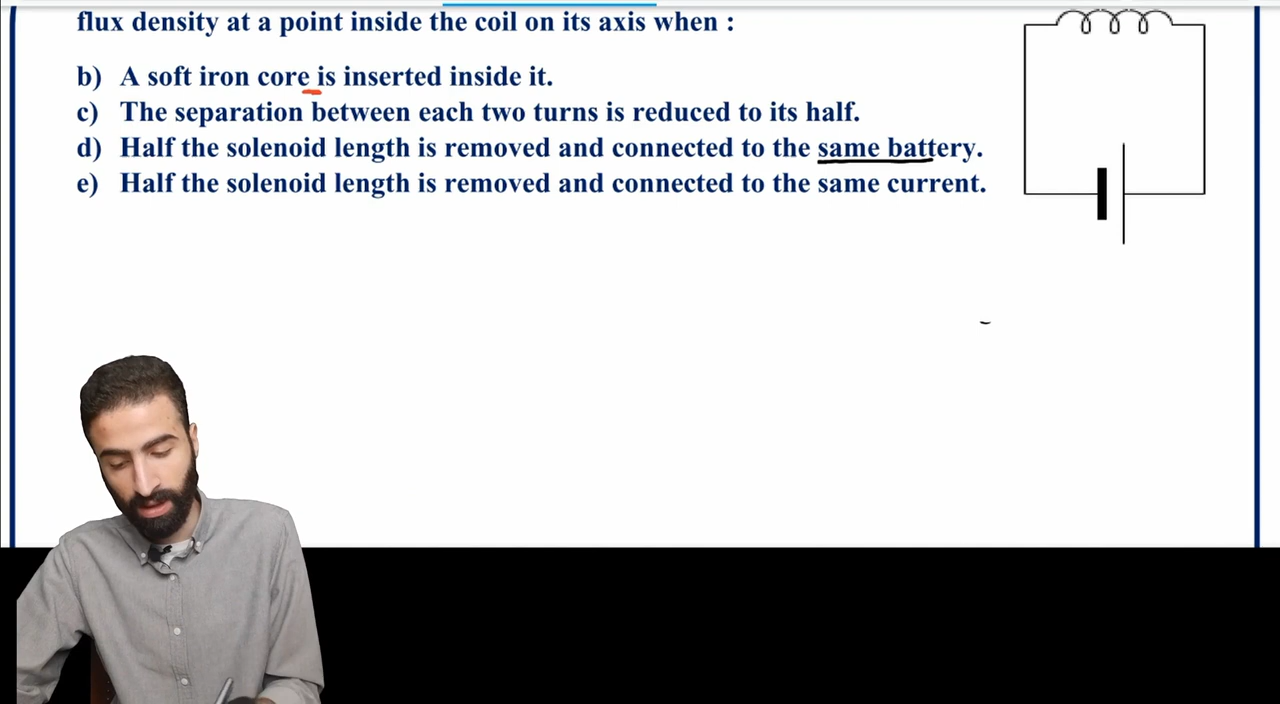 flux density at a point inside the coil on its axis when :
b) A soft iron core is inserted inside it.
c) The separation between each two turns is reduced to its half.
d) Half the solenoid length is removed and connected to the same battery.
e) Half the solenoid length is removed and connected to the same current.